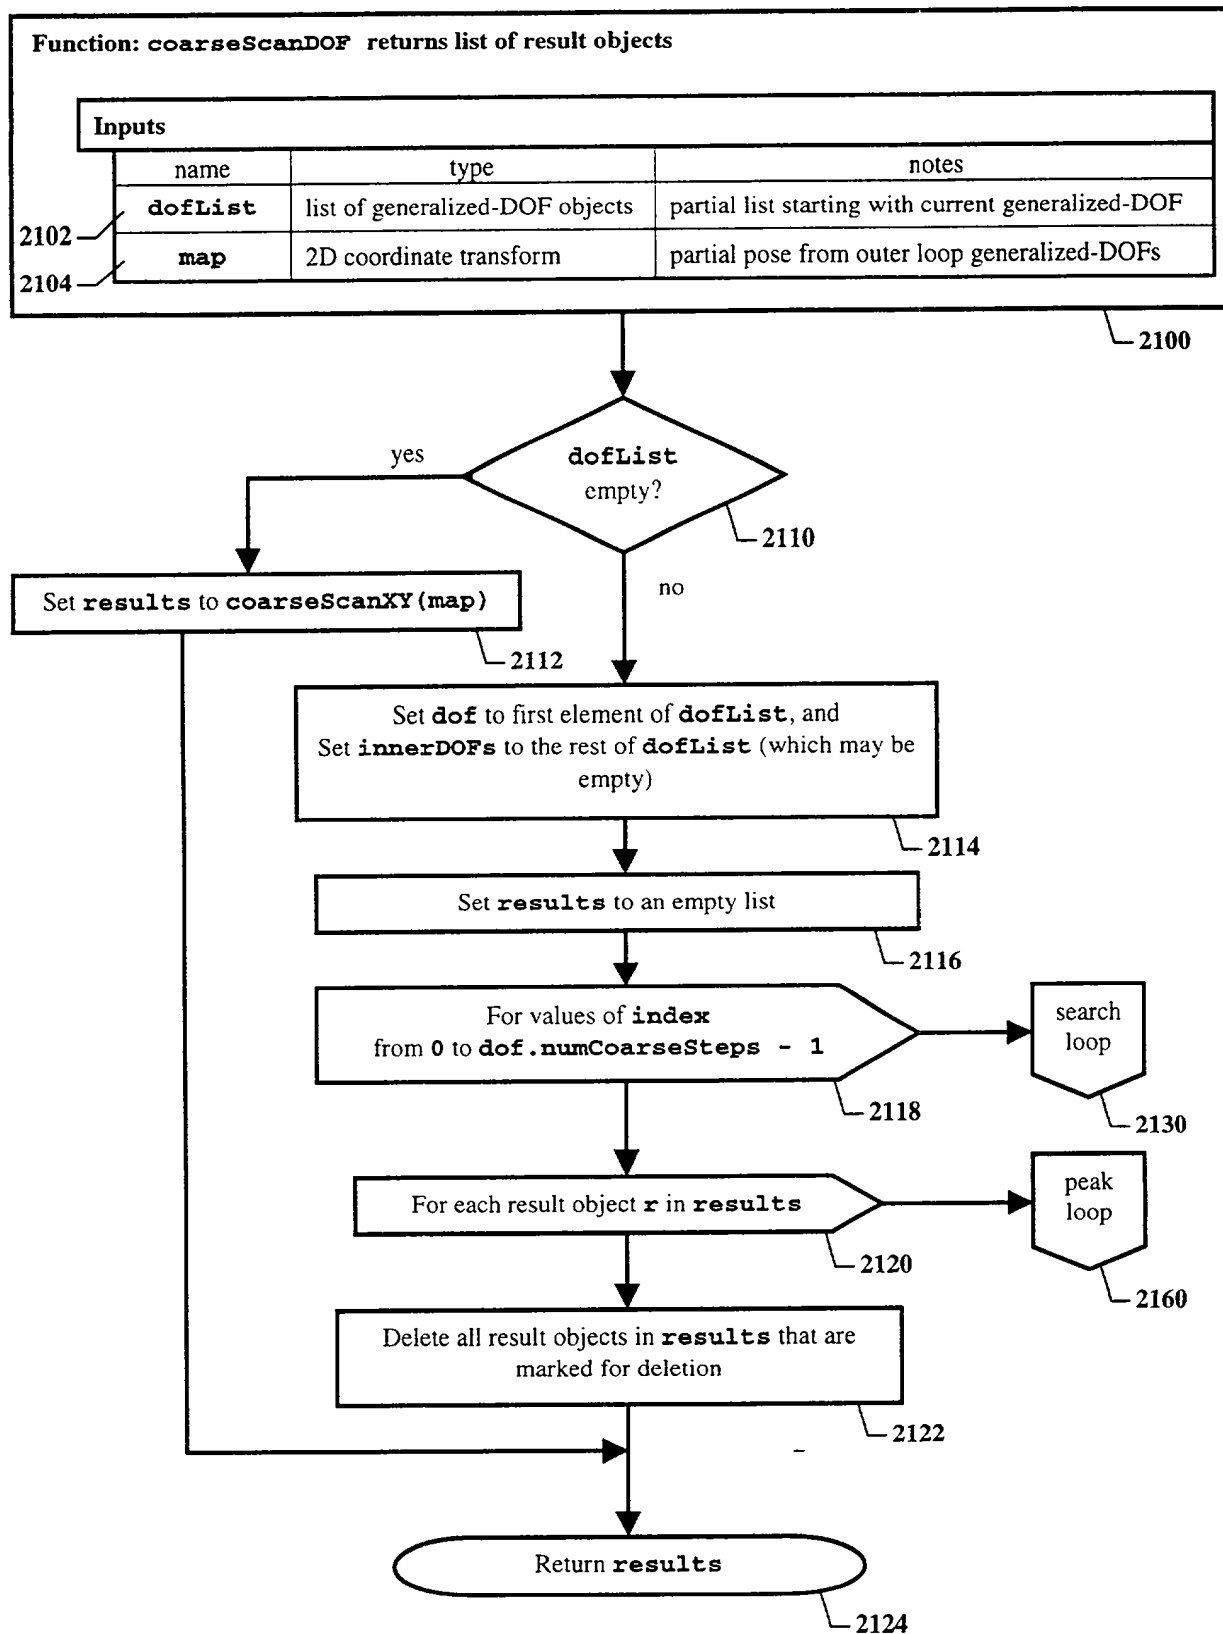 Function: coarseScanDOF returns list of result objects
Inputs
name type notes
dofList list of generalized-DOF objects partial list starting with current generalized-DOF
2102
map 2D coordinate transform partial pose from outer loop generalized-DOFs
2104
2100
dofList
empty?
yes
2110
no
Set results to coarseScanXY(map)
2112
Set dof to first element of dofList, and
Set innerDOFs to the rest of dofList (which may be
empty)
2114
Set results to an empty list
2116
For values of index
from 0 to dof.numCoarseSteps - 1
2118
search
loop
2130
For each result object r in results
2120
peak
loop
2160
Delete all result objects in results that are
marked for deletion
2122
Return results
2124